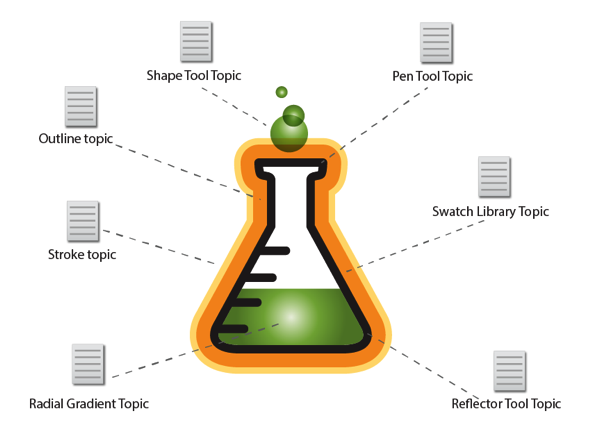 Shape Tool Topic
Pen Tool Topic
Outline topic
Swatch Library Topic
Stroke topic
Radial Gradient Topic
Reflector Tool Topic